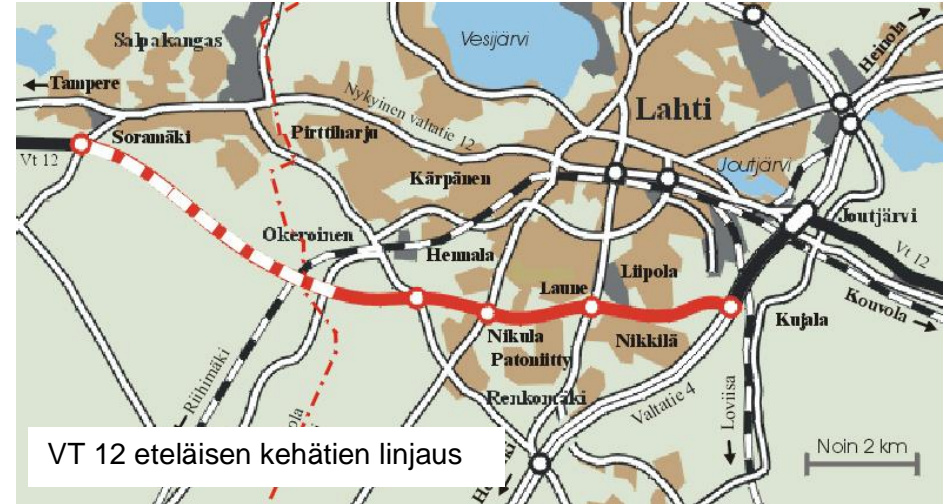 Salpakangas
Vesijärvi
Heinola
Tampere
Nykyinen valtatie 12
Lahti
Soramäki
Pirttiharju
Vt 12
Kärpänen
Joutjärvi
Okeroinen
Joutjärvi
Hennala
Liipola
Vt 12
Laune
Kouvola
Kujala
Nikula
Nikkilä
Patoniitty
Riihimäki
Renkomäki
Valtatie 4
Loviisa
VT 12 eteläisen kehätien linjaus
Noin 2 km